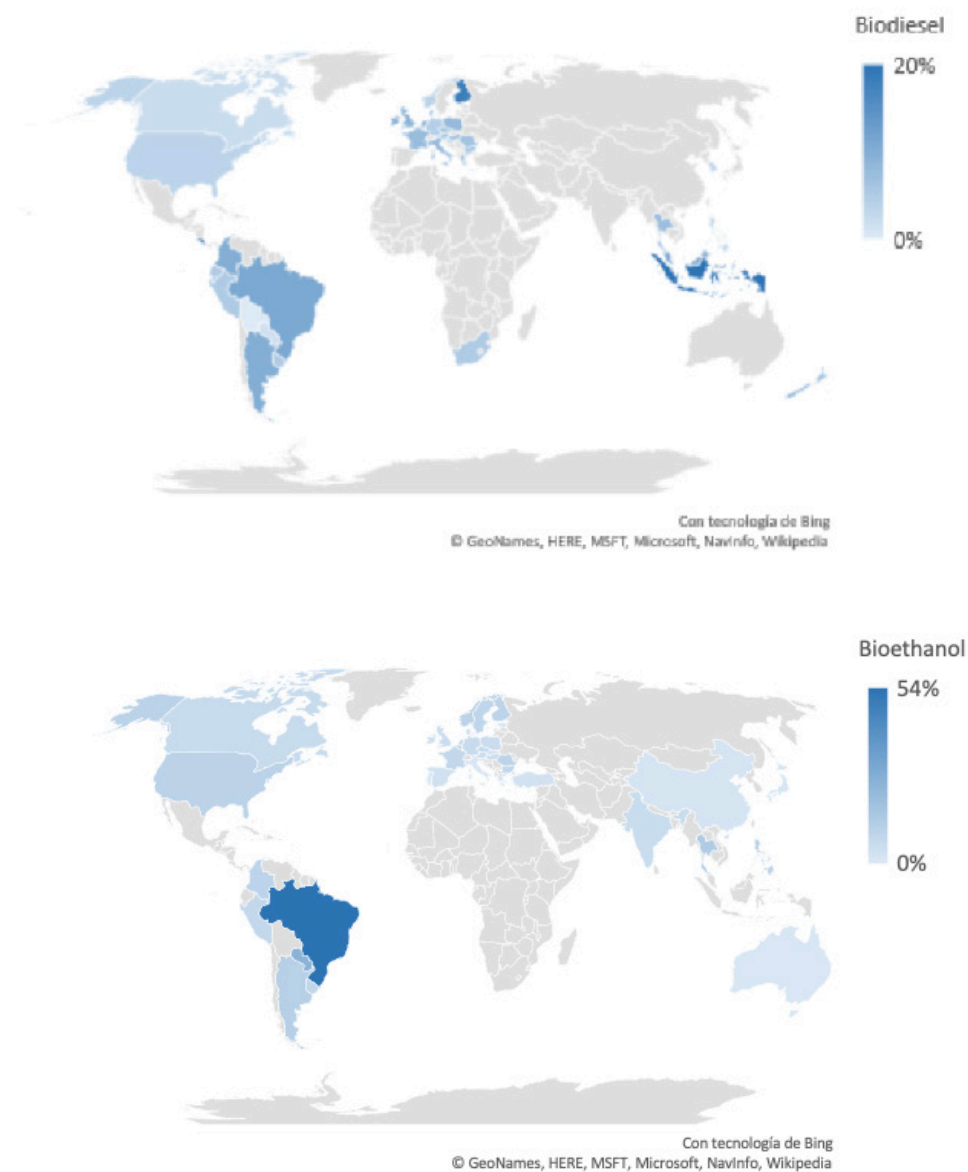 Biodiesel
20%
0%
Con tecnología de Bing
© GeoNames, HERE, MSFT, Microsoft, NavInfo, Wikipedia
Bioethanol
54%
0%
Con tecnología de Bing
© GeoNames, HERE, MSFT, Microsoft, NavInfo, Wikipedia